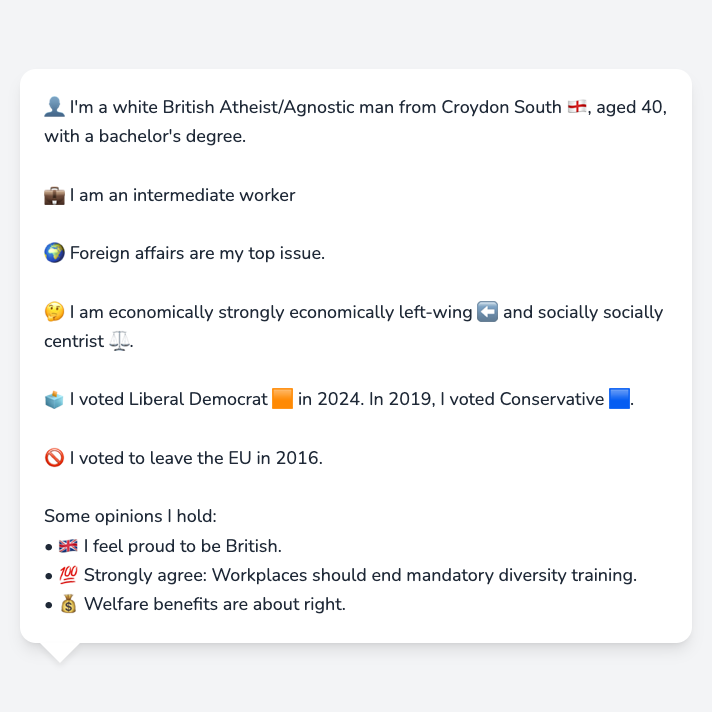 👤 I'm a white British Atheist/Agnostic man from Croydon South 🏴󠁧󠁢󠁥󠁮󠁧󠁿, aged 40,
with a bachelor's degree.
💼 I am an intermediate worker
🌍 Foreign affairs are my top issue.
🤔 I am economically strongly economically left-wing ⬅️ and socially socially
centrist ⚖️.
🗳️ I voted Liberal Democrat 🟧 in 2024. In 2019, I voted Conservative 🟦.
🚫 I voted to leave the EU in 2016.
Some opinions I hold:
• 🇬🇧 I feel proud to be British.
• 💯 Strongly agree: Workplaces should end mandatory diversity training.
• 💰 Welfare benefits are about right.